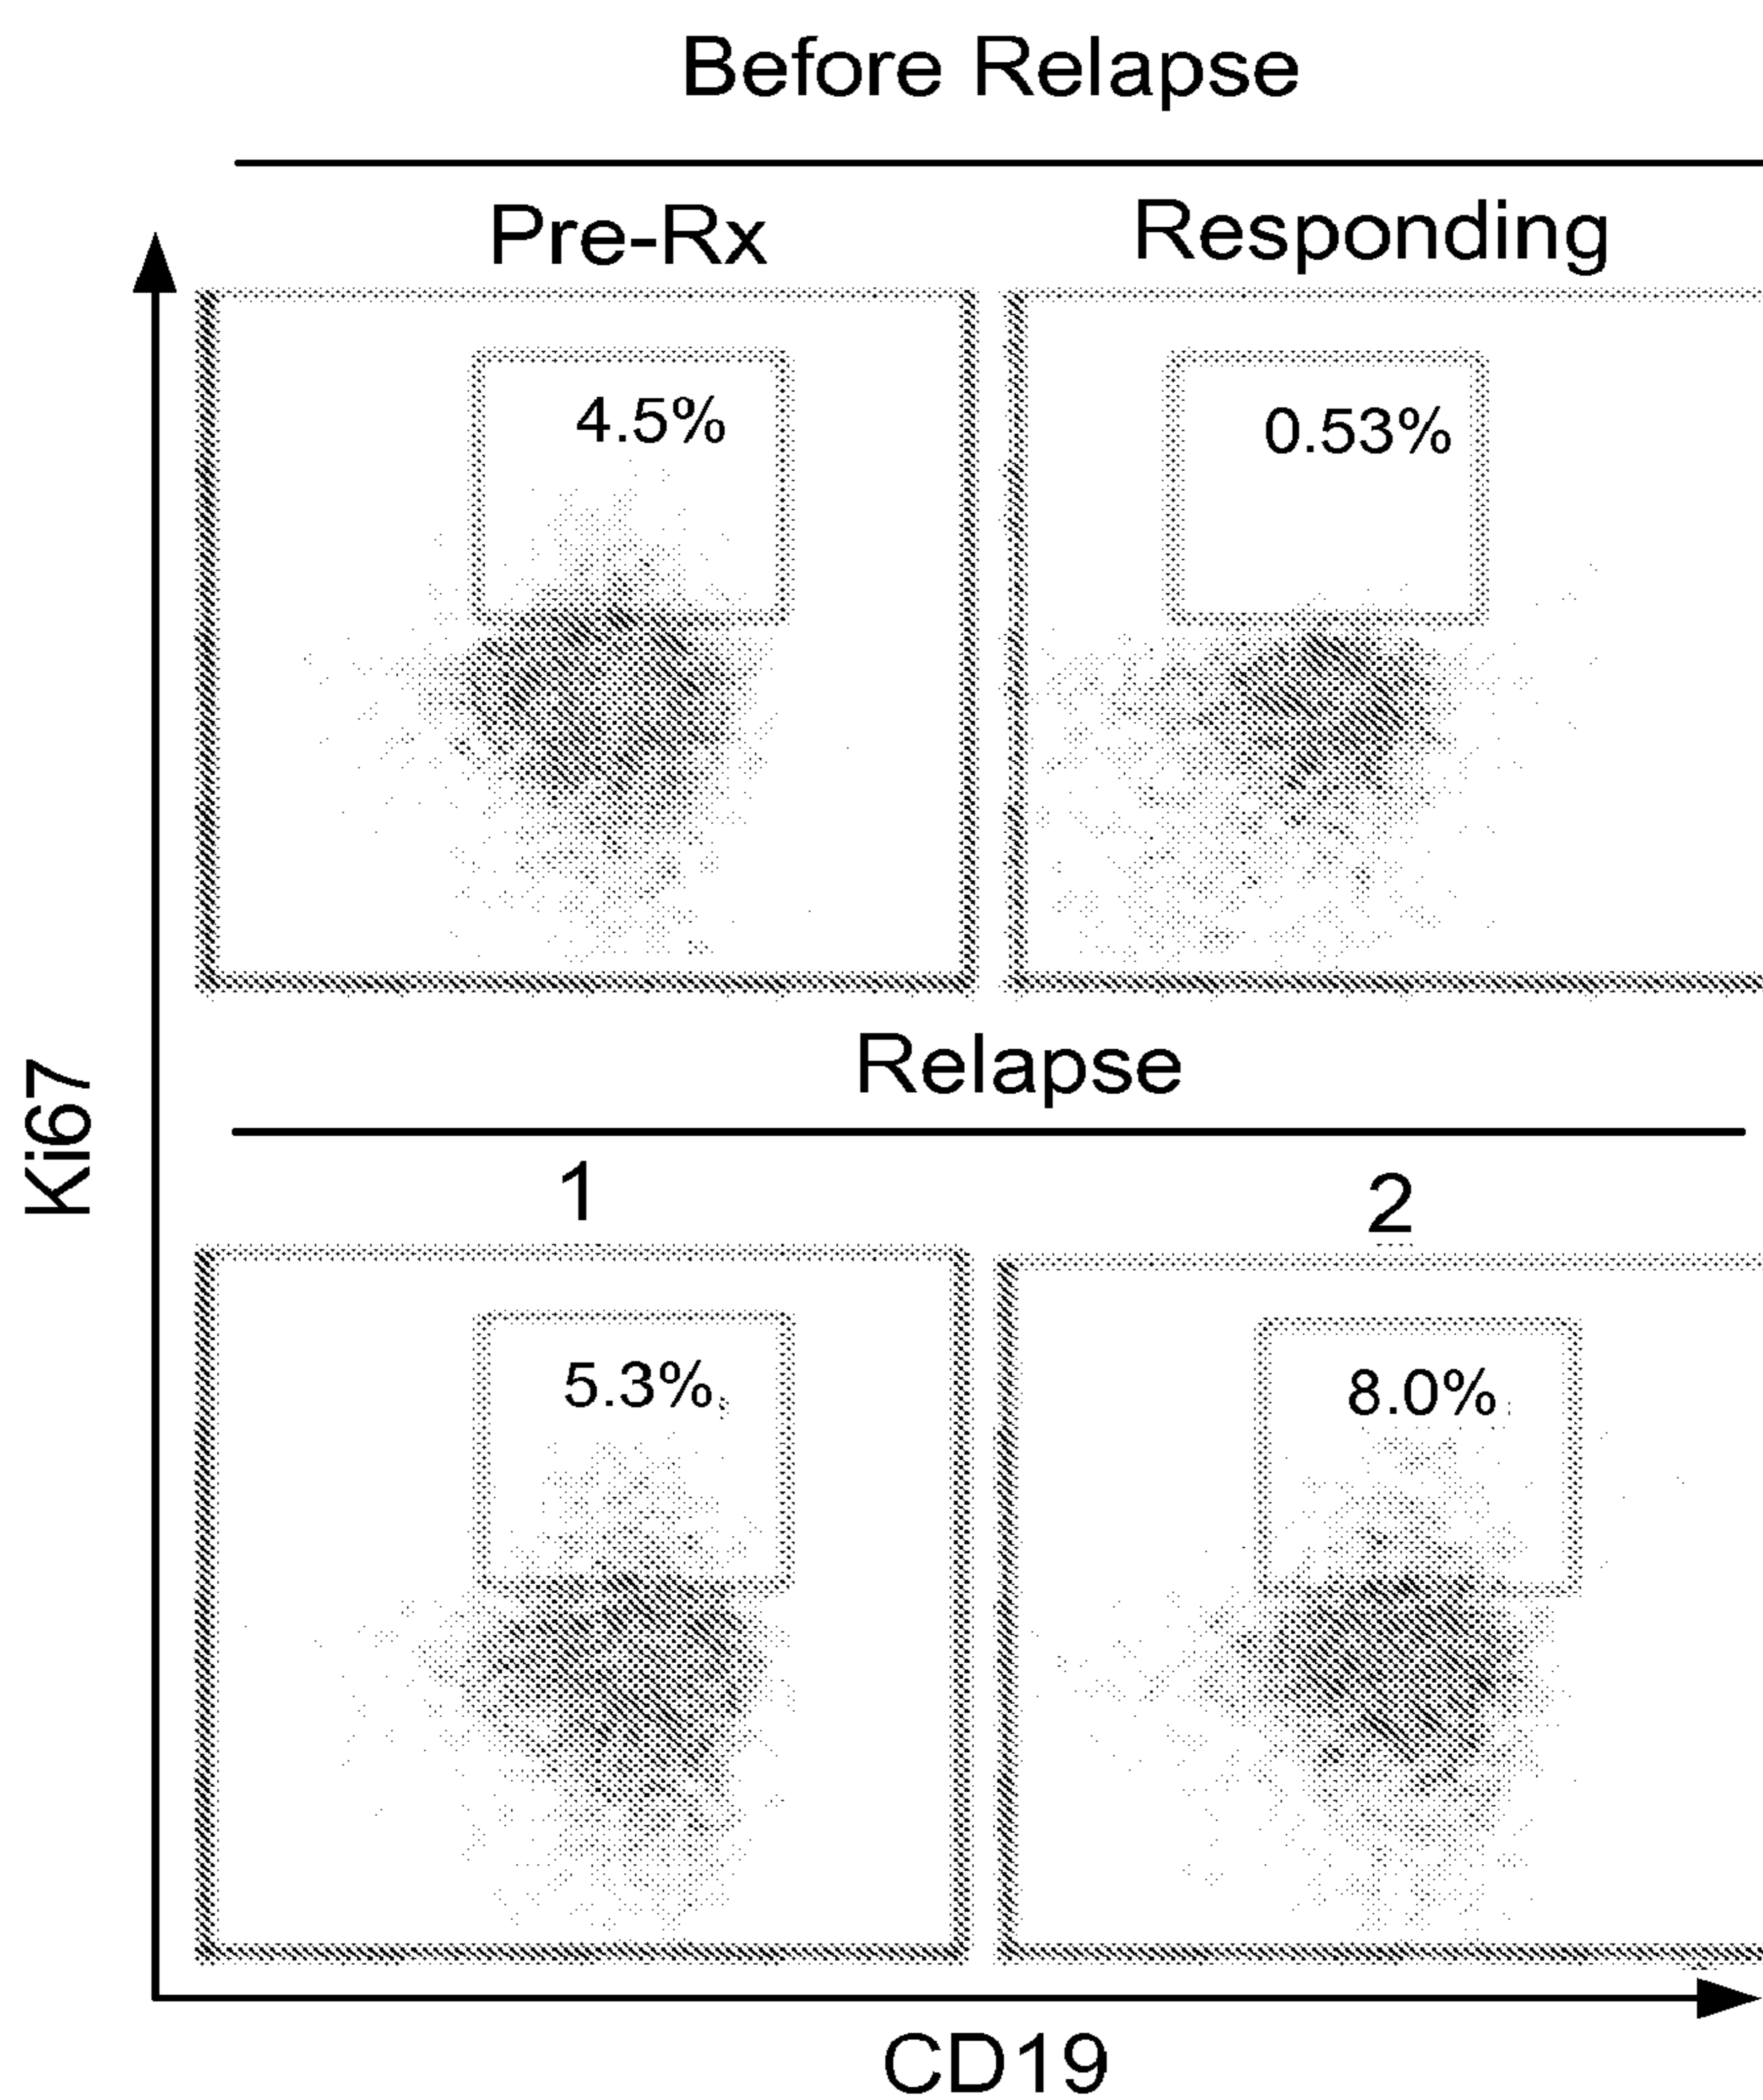 Before Relapse
Pre-Rx
Responding
4.5%
0.53%
Relapse
1
2
5.3%
8.0%
Ki67
CD19